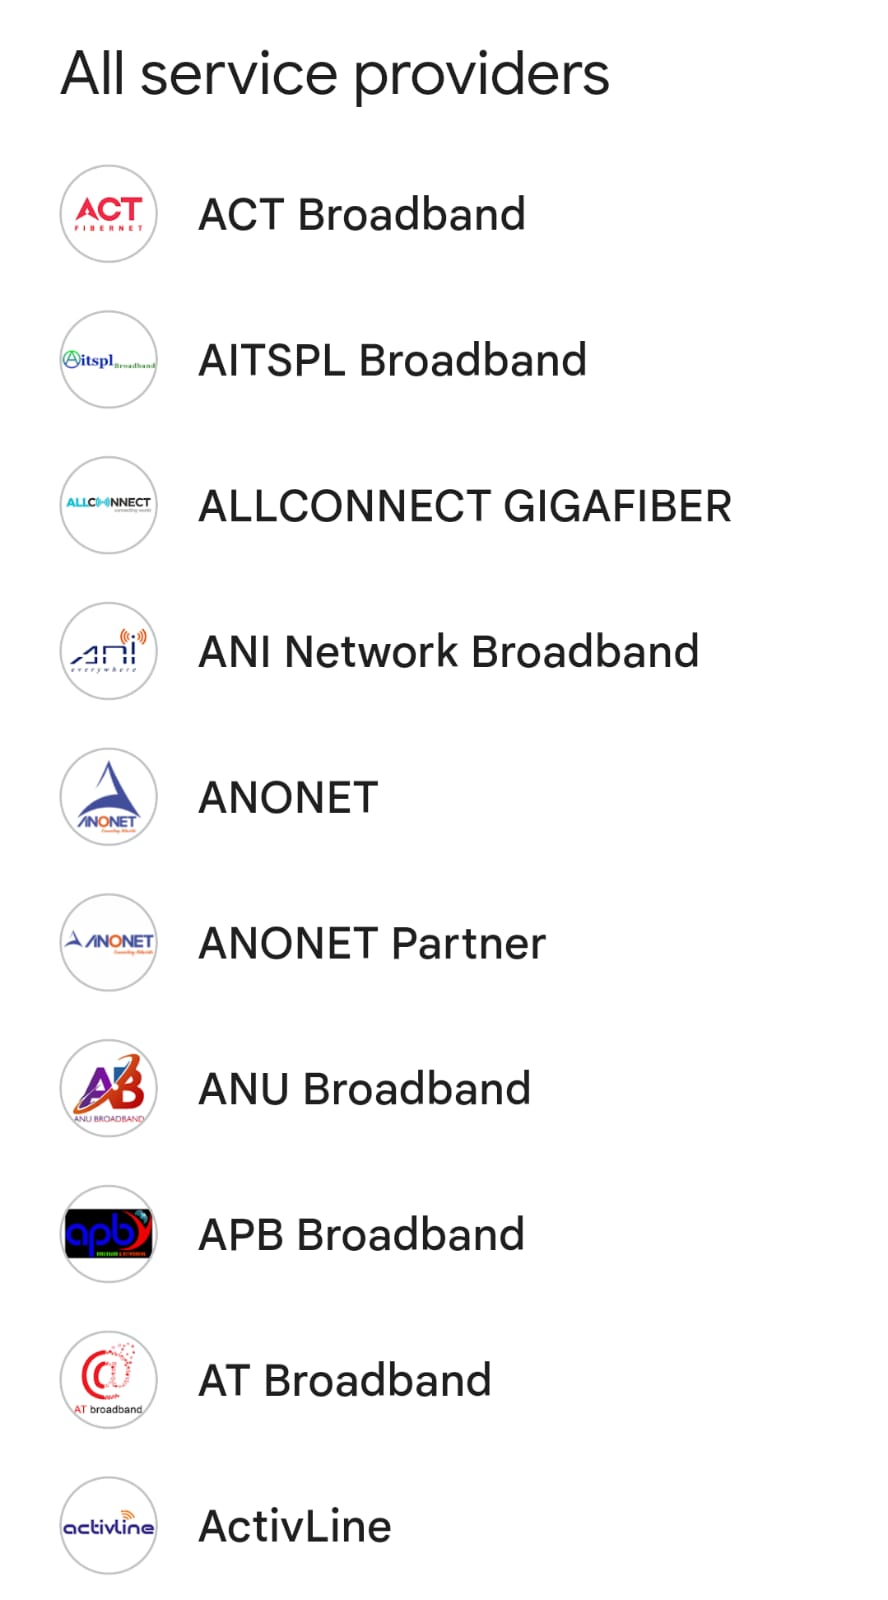 All service providers
ACT
FIBERNET
ACT Broadband
Aitspl Broadband
AITSPL Broadband
ALLCONNECT
ALLCONNECT GIGAFIBER
ani
everywhere
ANI Network Broadband
ANONET
ANONET
ANONET
ANONET Partner
AB
ANU BROADBAND
ANU Broadband
apb
APB Broadband
@
AT broadband
AT Broadband
activline
ActivLine